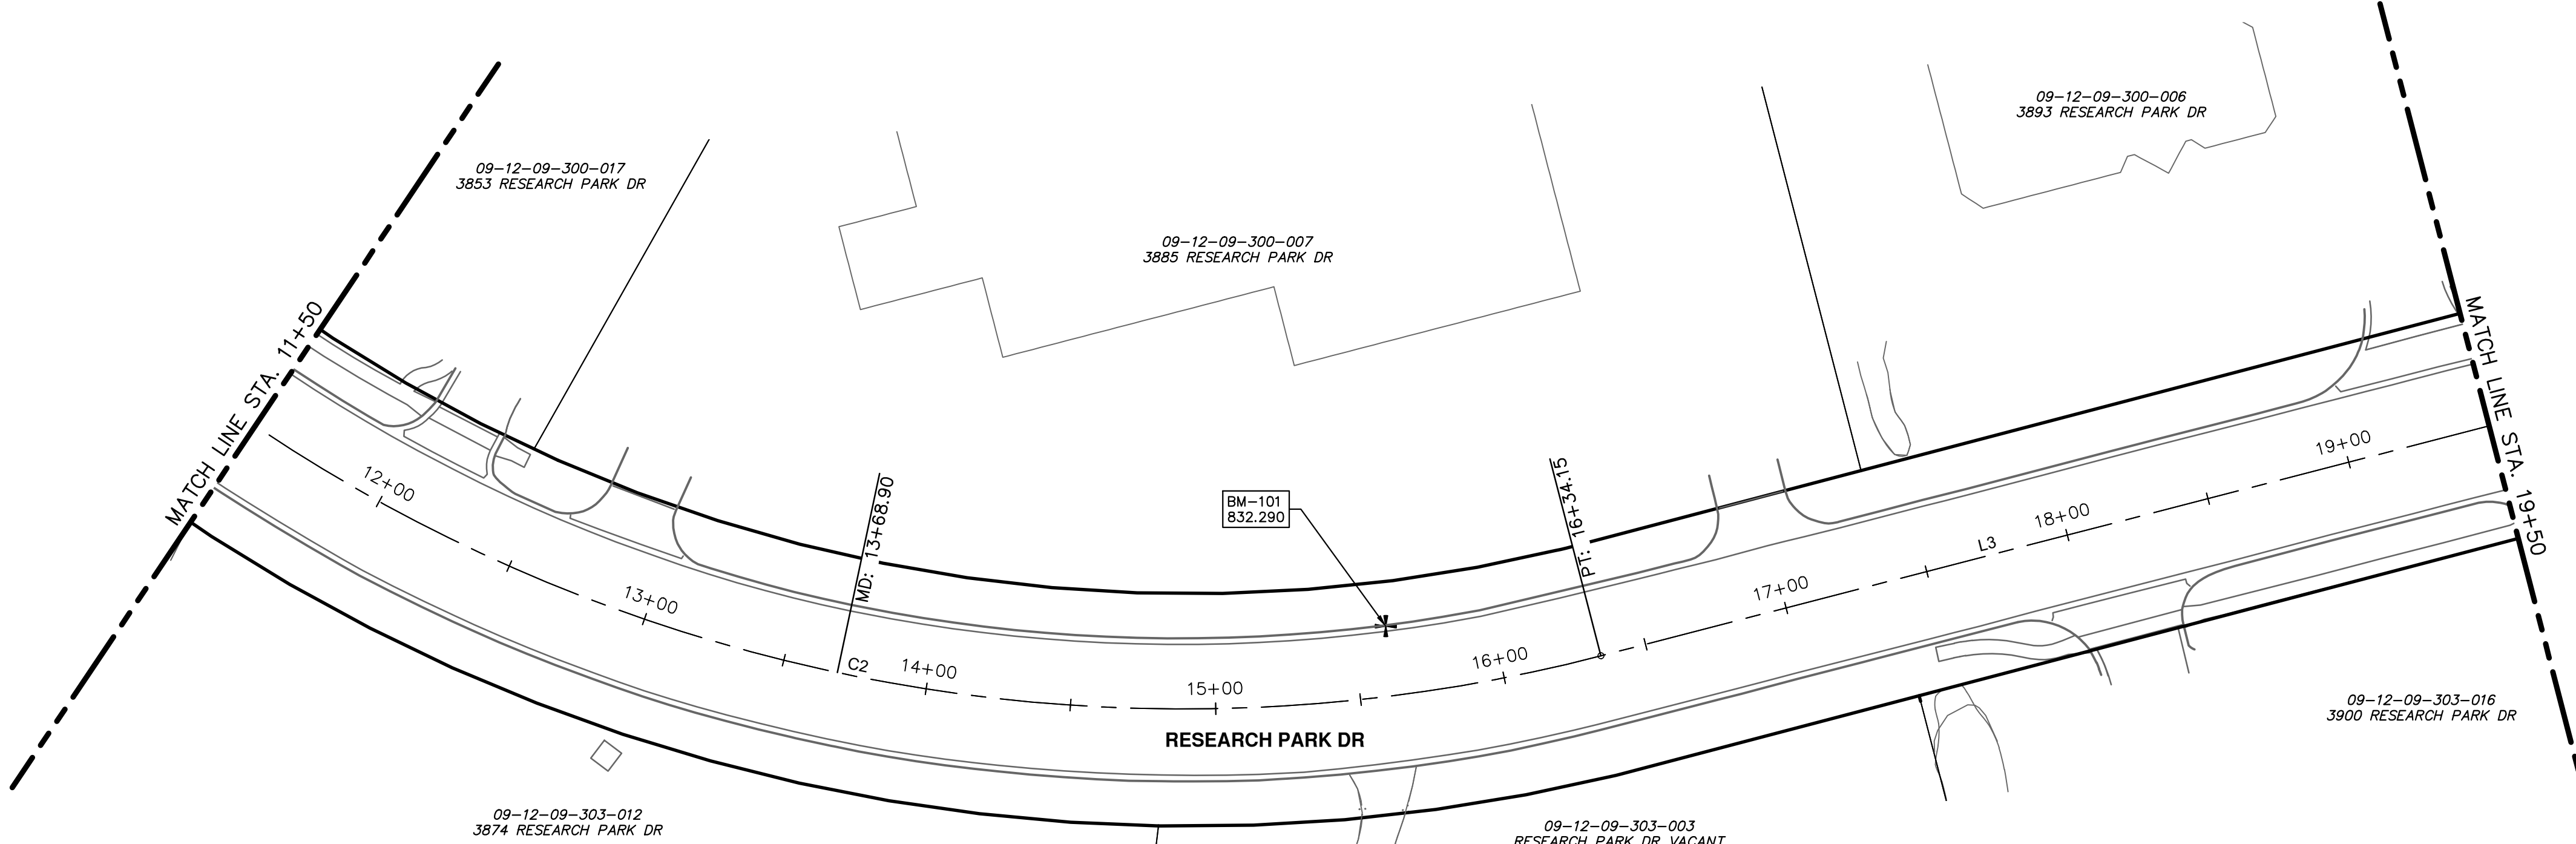 09-12-09-300-006
3893 RESEARCH PARK DR
09-12-09-300-017
3853 RESEARCH PARK DR
09-12-09-300-007
3885 RESEARCH PARK DR
MATCH LINE STA. 11+50
MATCH LINE STA. 19+50
12+00
13+00
MD: 13+68.90
C2
14+00
15+00
BM-101
832.290
16+00
PT: 16+34.15
17+00
L3
18+00
19+00
RESEARCH PARK DR
09-12-09-303-016
3900 RESEARCH PARK DR
09-12-09-303-012
3874 RESEARCH PARK DR
09-12-09-303-003
RESEARCH PARK DR VACANT